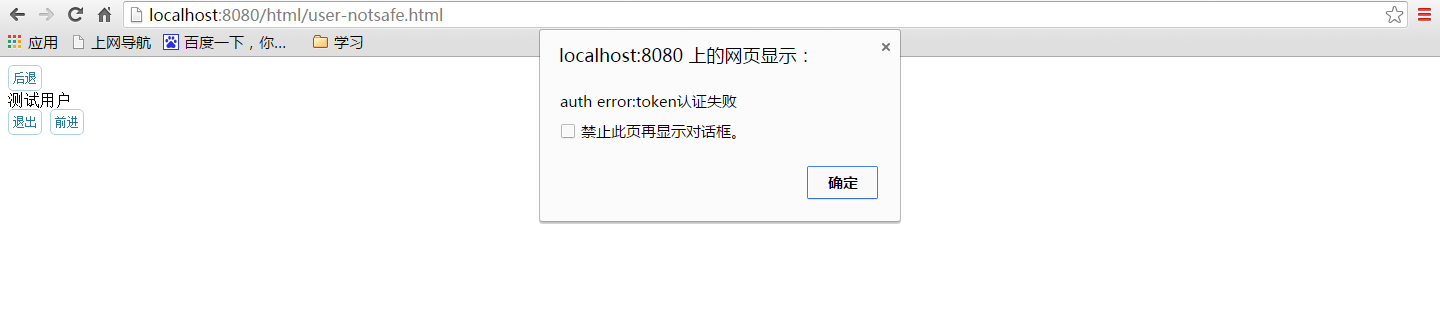 localhost:8080/html/user-notsafe.html
应用 上网导航 百度一下，你... 学习
localhost:8080 上的网页显示：
auth error:token认证失败
禁止此页再显示对话框。
确定
后退
测试用户
退出 前进